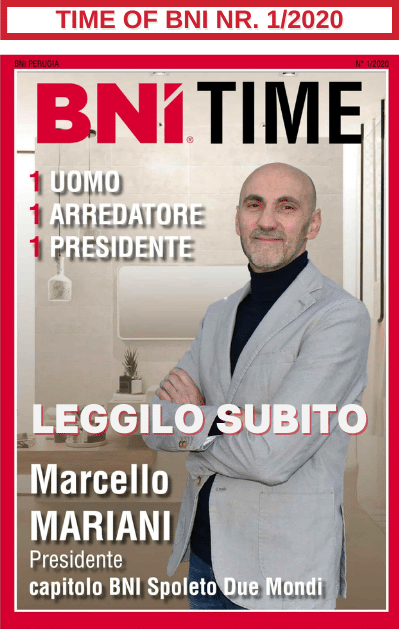 TIME OF BNI NR. 1/2020
BNI PERUGIA N° 1/2020
BNI® TIME
1 UOMO
1 ARREDATORE
1 PRESIDENTE
LEGGILO SUBITO
Marcello
MARIANI
Presidente
capitolo BNI Spoleto Due Mondi